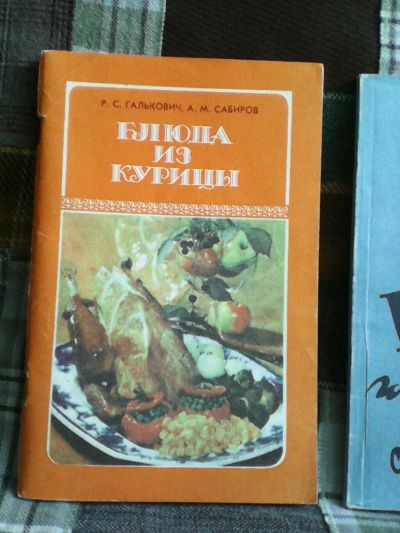 Р. С. ГАЛЬКОВИЧ, А. М. САБИРОВ
БЛЮДА
ИЗ
КУРИЦЫ